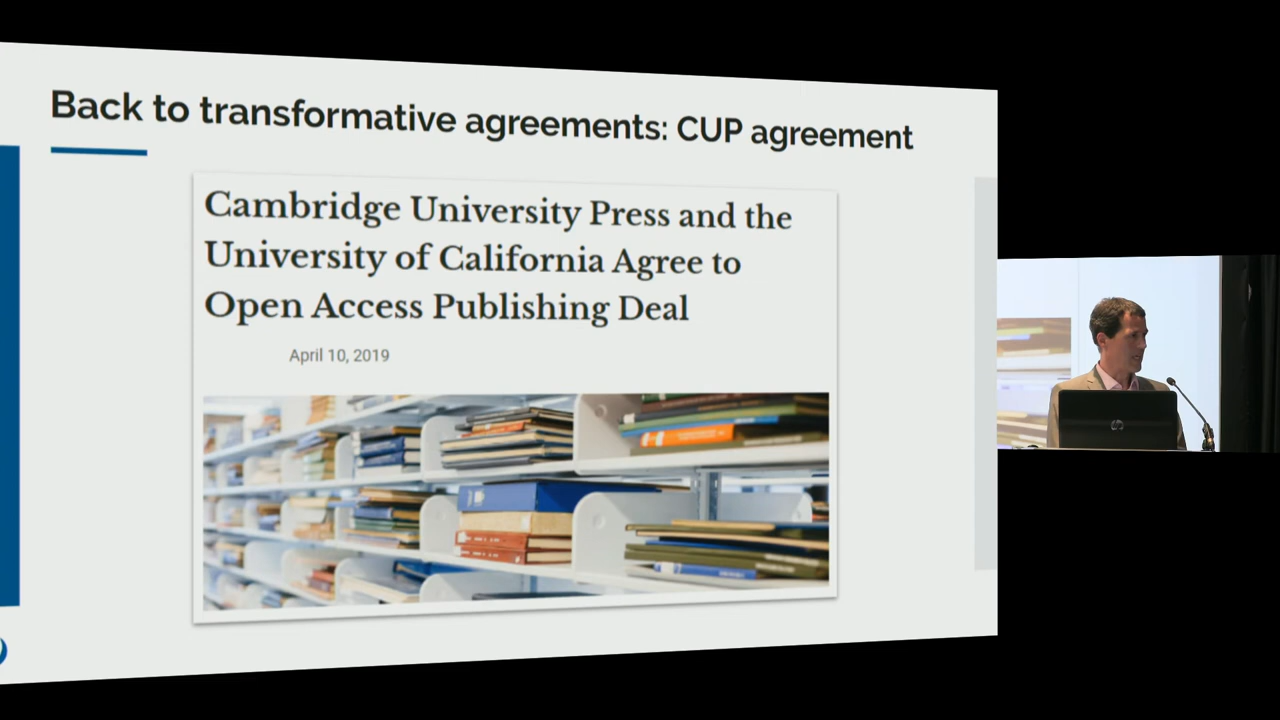 Back to transformative agreements: CUP agreement
Cambridge University Press and the
University of California Agree to
Open Access Publishing Deal
April 10, 2019
hp